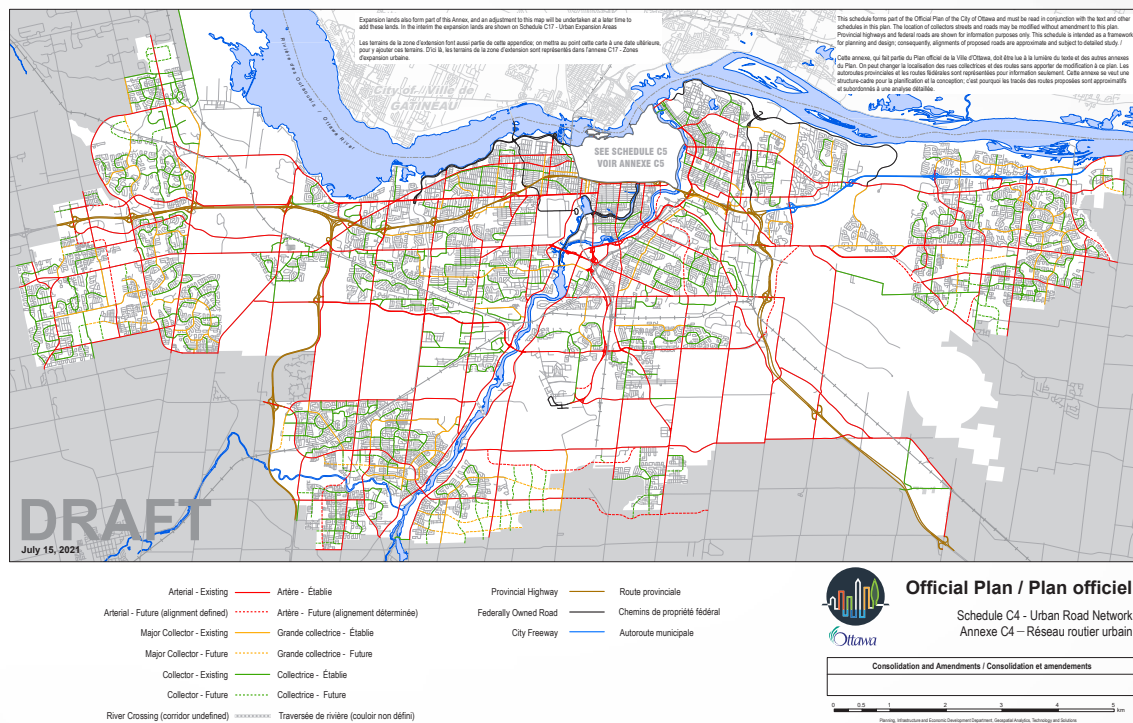 Expansion lands also form part of this Annex, and an adjustment to this map will be undertaken at a later time to
add these lands. In the interim the expansion lands are shown on Schedule C17 - Urban Expansion Areas
Les terrains de la zone d'extension font aussi partie de cette appendice; on mettra au point cette carte à une date ultérieure,
pour y ajouter ces terrains. D'ici là, les terrains de la zone d'extension sont représentés dans l'annexe C17 - Zones
d'expansion urbaine.
This schedule forms part of the Official Plan of the City of Ottawa and must be read in conjunction with the text and other
schedules in this plan. The location of collectors streets and roads may be modified without amendment to this plan.
Provincial highways and federal roads are shown for information purposes only. This schedule is intended as a framework
for planning and design; consequently, alignments of proposed roads are approximate and subject to detailed study. /
Cette annexe, qui fait partie du Plan officiel de la Ville d'Ottawa, doit être lue à la lumière du texte et des autres annexes
du Plan. On peut changer la localisation des rues collectrices et des routes sans apporter de modification à ce plan. Les
autoroutes provinciales et les routes fédérales sont représentées pour information seulement. Cette annexe se veut une
structure-cadre pour la planification et la conception; c'est pourquoi les tracés des routes proposées sont approximatifs
et subordonnés à une analyse détaillée.
City of / Ville de
GATINEAU
Rivière des Outaouais / Ottawa River
SEE SCHEDULE C5
VOIR ANNEXE C5
DRAFT
July 15, 2021
Arterial - Existing Artère - Établie
Arterial - Future (alignment defined) Artère - Future (alignement déterminée)
Major Collector - Existing Grande collectrice - Établie
Major Collector - Future Grande collectrice - Future
Collector - Existing Collectrice - Établie
Collector - Future Collectrice - Future
River Crossing (corridor undefined) Traversée de rivière (couloir non défini)
Provincial Highway Route provinciale
Federally Owned Road Chemins de propriété fédéral
City Freeway Autoroute municipale
Ottawa
Official Plan / Plan officiel
Schedule C4 - Urban Road Network
Annexe C4 – Réseau routier urbain
Consolidation and Amendments / Consolidation et amendements
0 0.5 1 2 3 4 5
km
Planning, Infrastructure and Economic Development Department, Geospatial Analytics, Technology and Solutions